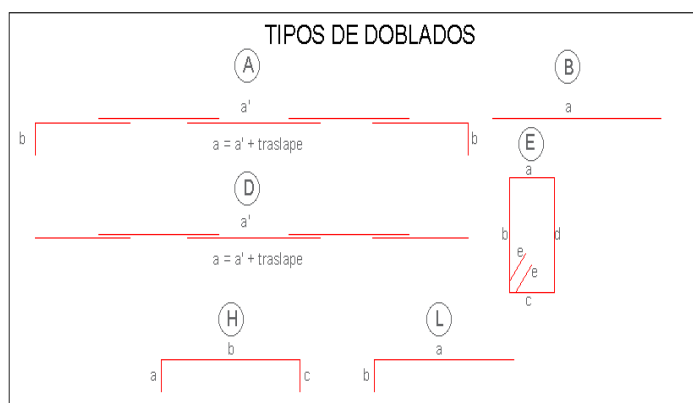 TIPOS DE DOBLADOS
A
a'
b
b
a = a' + traslape
B
a
D
a'
a = a' + traslape
E
a
b
d
e
e
c
H
b
a
c
L
a
b